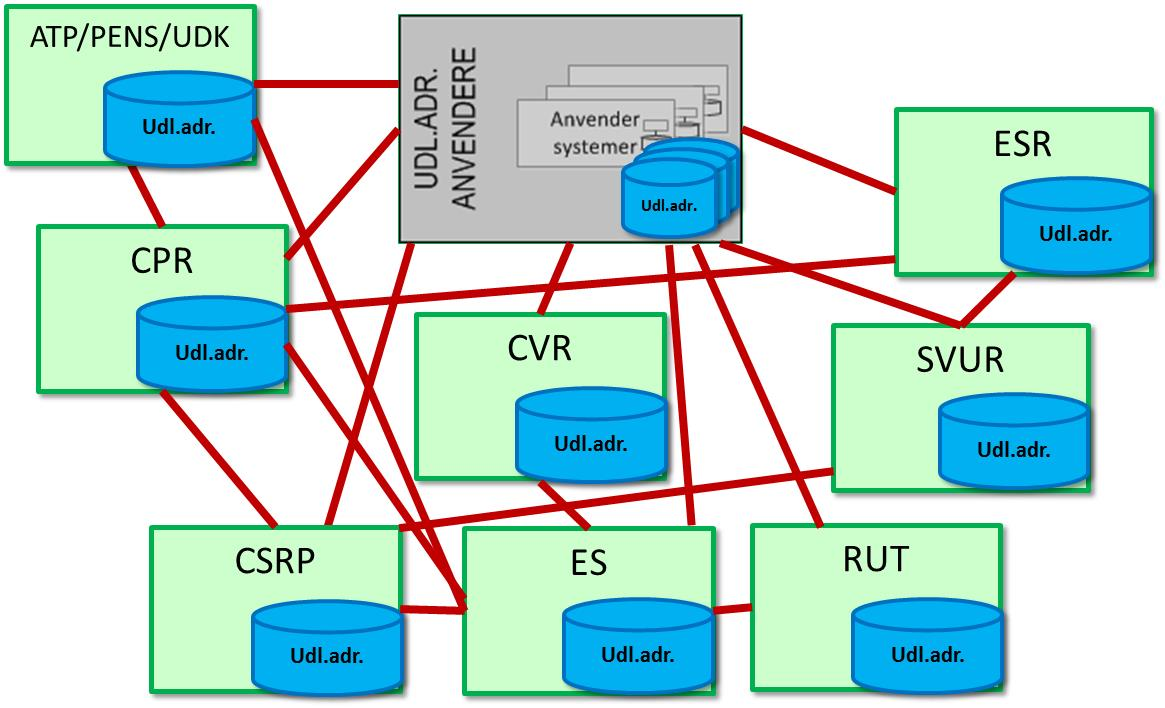 ATP/PENS/UDK
Udl.adr.
UDL.ADR.
ANVENDERE
Anvender
systemer
Udl.adr.
ESR
Udl.adr.
CPR
Udl.adr.
CVR
Udl.adr.
SVUR
Udl.adr.
CSRP
Udl.adr.
ES
Udl.adr.
RUT
Udl.adr.